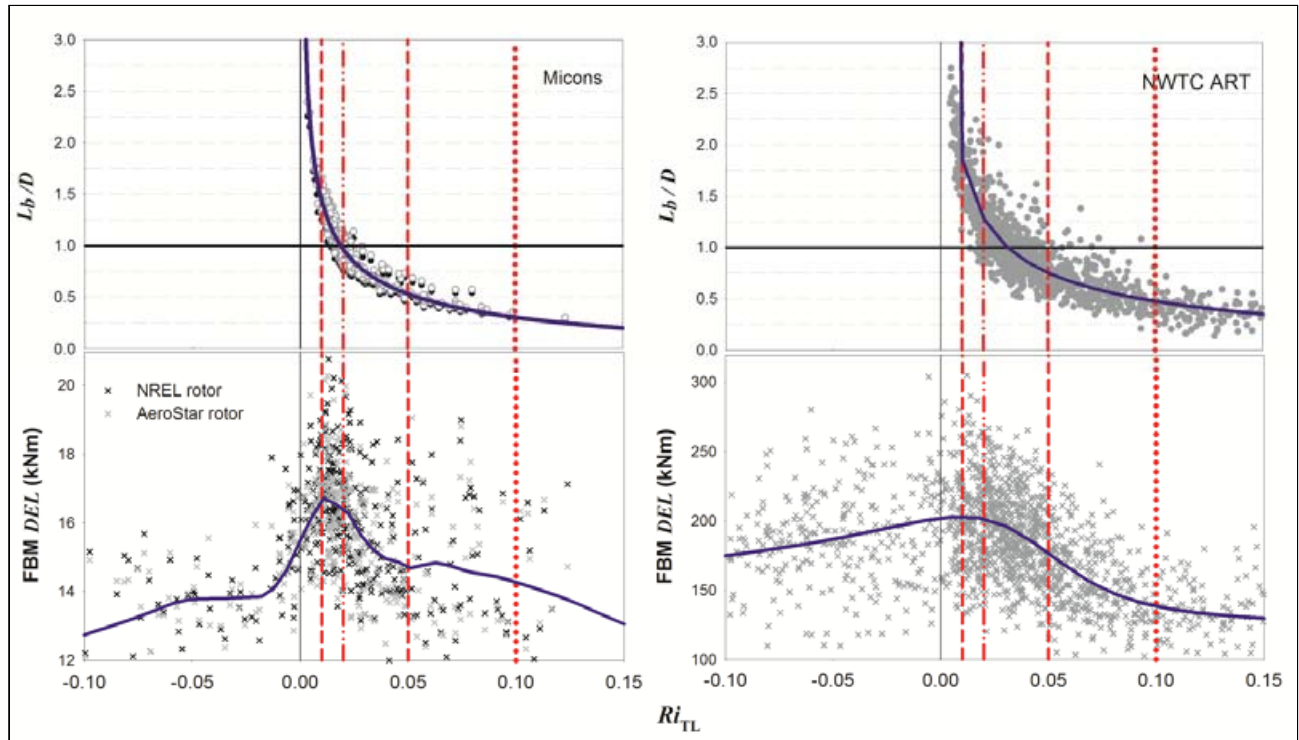 3.0
Micons
2.5
2.0
L_b/D
1.5
1.0
0.5
0.0
3.0
NWTC ART
2.5
2.0
L_b/D
1.5
1.0
0.5
0.0
20
× NREL rotor
× AeroStar rotor
18
FBM DEL (kNm)
16
14
12
-0.10 -0.05 0.00 0.05 0.10 0.15
300
250
FBM DEL (kNm)
200
150
100
-0.10 -0.05 0.00 0.05 0.10 0.15
Ri_TL